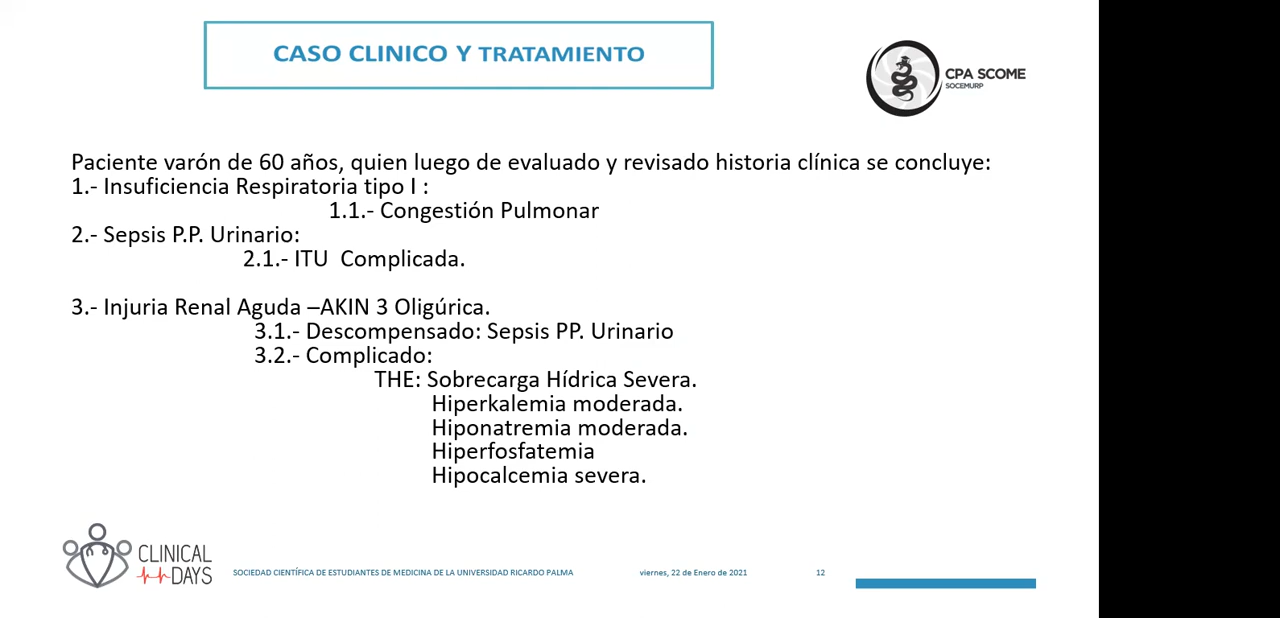 CASO CLINICO Y TRATAMIENTO
CPA SCOME
SOCEMURP
Paciente varón de 60 años, quien luego de evaluado y revisado historia clínica se concluye:
1.- Insuficiencia Respiratoria tipo I :
1.1.- Congestión Pulmonar
2.- Sepsis P.P. Urinario:
2.1.- ITU Complicada.
3.- Injuria Renal Aguda –AKIN 3 Oligúrica.
3.1.- Descompensado: Sepsis PP. Urinario
3.2.- Complicado:
THE: Sobrecarga Hídrica Severa.
Hiperkalemia moderada.
Hiponatremia moderada.
Hiperfosfatemia
Hipocalcemia severa.
CLINICAL
DAYS
SOCIEDAD CIENTÍFICA DE ESTUDIANTES DE MEDICINA DE LA UNIVERSIDAD RICARDO PALMA viernes, 22 de Enero de 2021 12